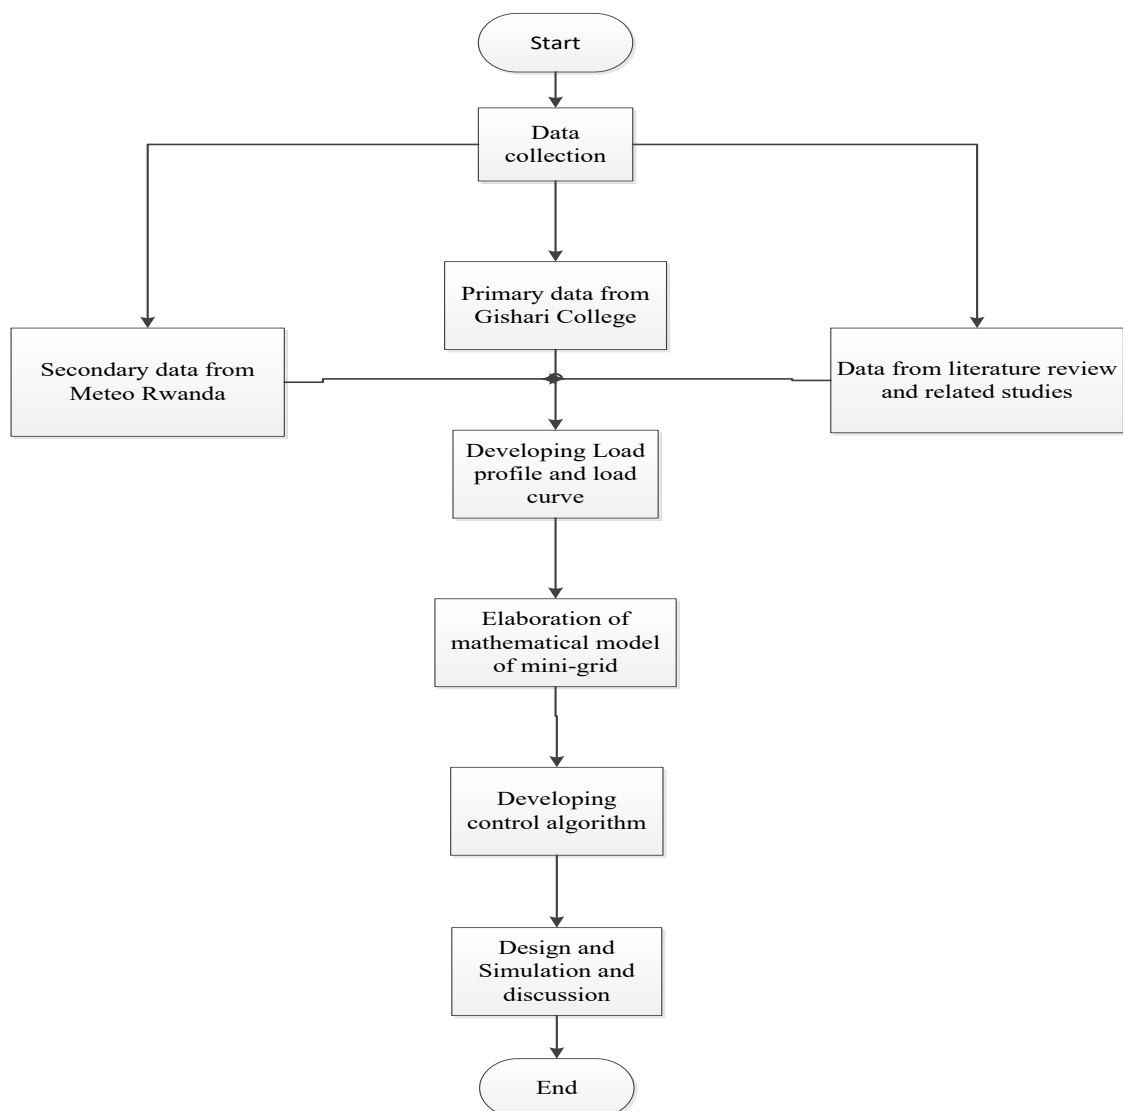 Start
Data
collection
Primary data from
Gishari College
Secondary data from
Meteo Rwanda
Data from literature review
and related studies
Developing Load
profile and load
curve
Elaboration of
mathematical model
of mini-grid
Developing
control algorithm
Design and
Simulation and
discussion
End